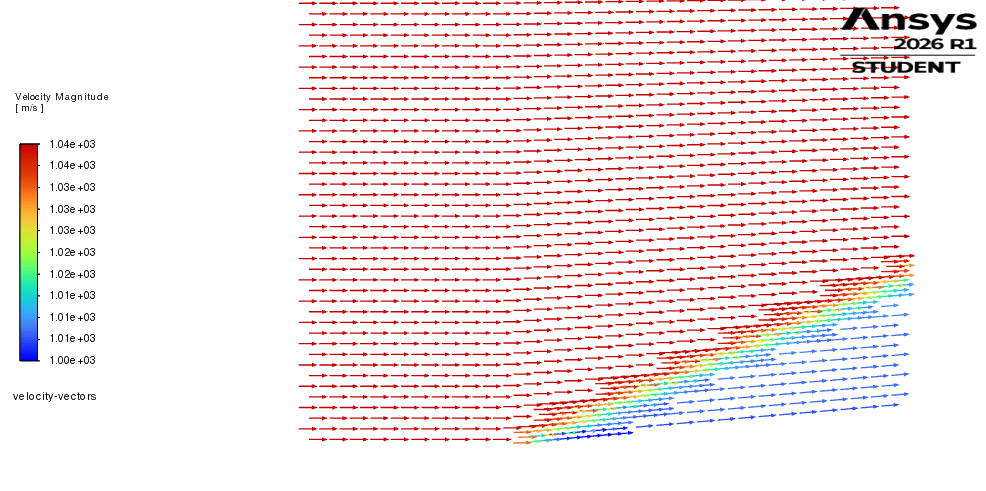 Ansys
2026 R1
STUDENT
Velocity Magnitude
[ m/s ]
1.04e+03
1.04e+03
1.03e+03
1.03e+03
1.03e+03
1.02e+03
1.02e+03
1.01e+03
1.01e+03
1.01e+03
1.00e+03
velocity-vectors